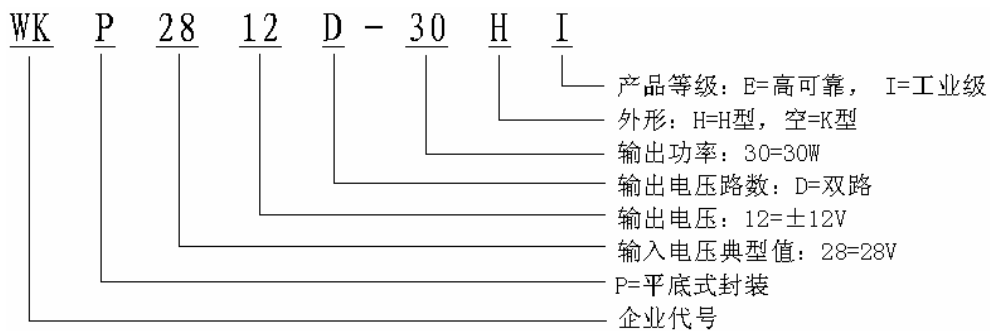 WK P 28 12 D - 30 H I
产品等级：E=高可靠， I=工业级
外形：H=H型，空=K型
输出功率：30=30W
输出电压路数：D=双路
输出电压：12=±12V
输入电压典型值：28=28V
P=平底式封装
企业代号